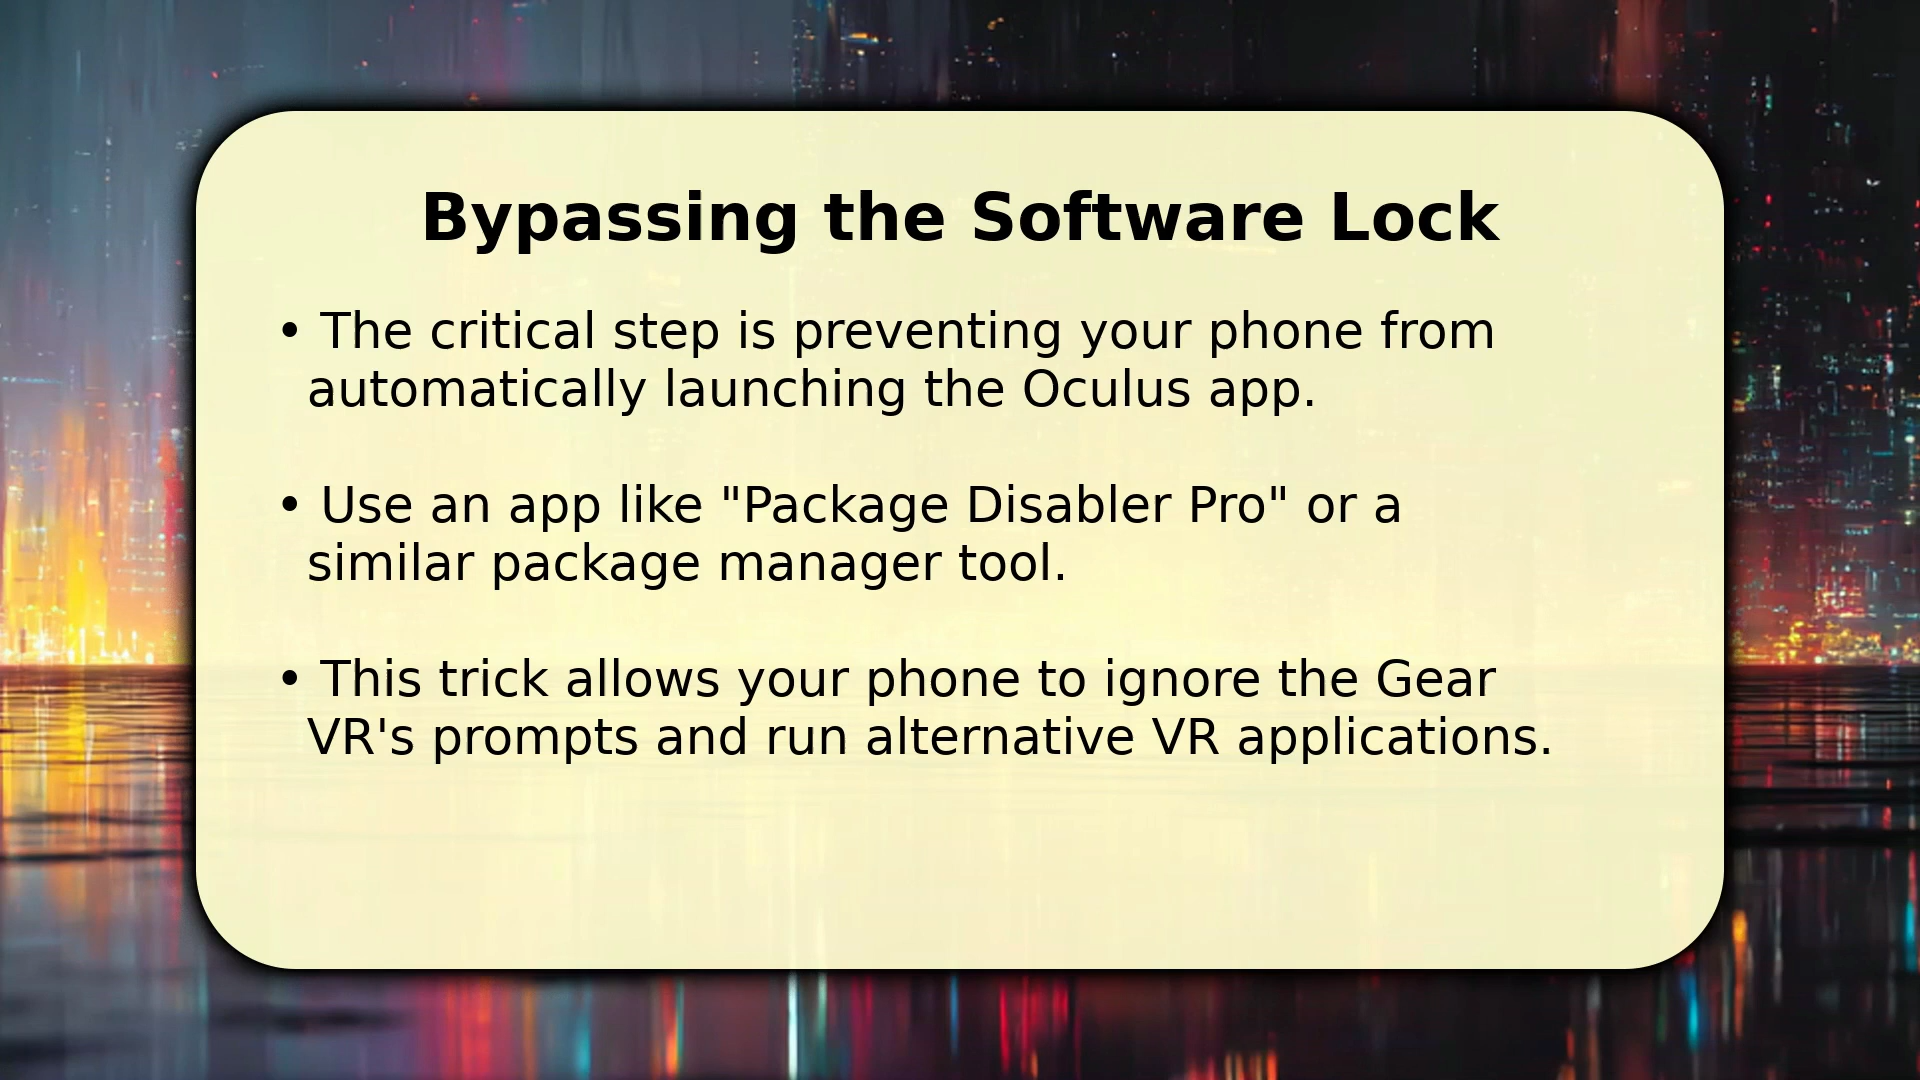 Bypassing the Software Lock
• The critical step is preventing your phone from
automatically launching the Oculus app.
• Use an app like "Package Disabler Pro" or a
similar package manager tool.
• This trick allows your phone to ignore the Gear
VR's prompts and run alternative VR applications.